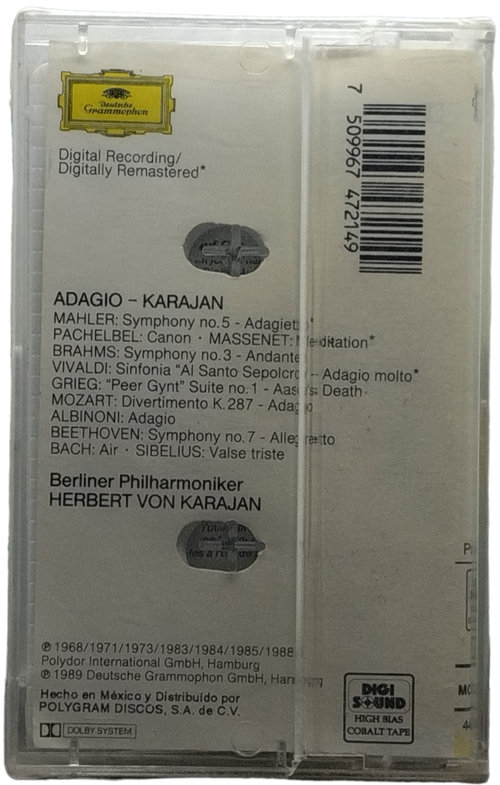 Deutsche
Grammophon
Digital Recording/
Digitally Remastered*
7 509967 472149
ADAGIO – KARAJAN
MAHLER: Symphony no. 5 - Adagietto*
PACHELBEL: Canon · MASSENET: Meditation*
BRAHMS: Symphony no. 3 - Andante
VIVALDI: Sinfonia "Al Santo Sepolcro" - Adagio molto*
GRIEG: "Peer Gynt" Suite no. 1 - Aase's Death
MOZART: Divertimento K. 287 - Adagio
ALBINONI: Adagio
BEETHOVEN: Symphony no. 7 - Allegretto
BACH: Air · SIBELIUS: Valse triste
Berliner Philharmoniker
HERBERT VON KARAJAN
℗ 1968/1971/1973/1983/1984/1985/1988
Polydor International GmbH, Hamburg
℗ 1989 Deutsche Grammophon GmbH, Hamburg
Hecho en México y Distribuído por
POLYGRAM DISCOS, S.A. de C.V.
DOLBY SYSTEM
DIGI
SOUND
HIGH BIAS
COBALT TAPE